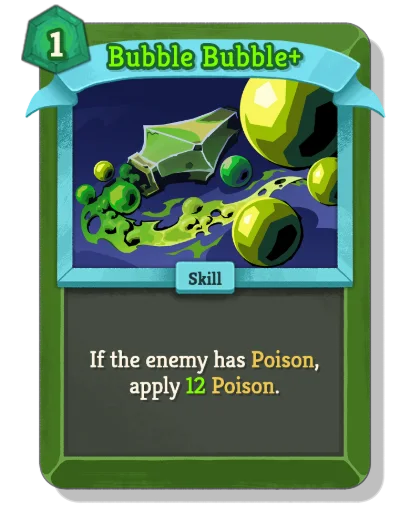 1
Bubble Bubble+
Skill
If the enemy has Poison,
apply 12 Poison.